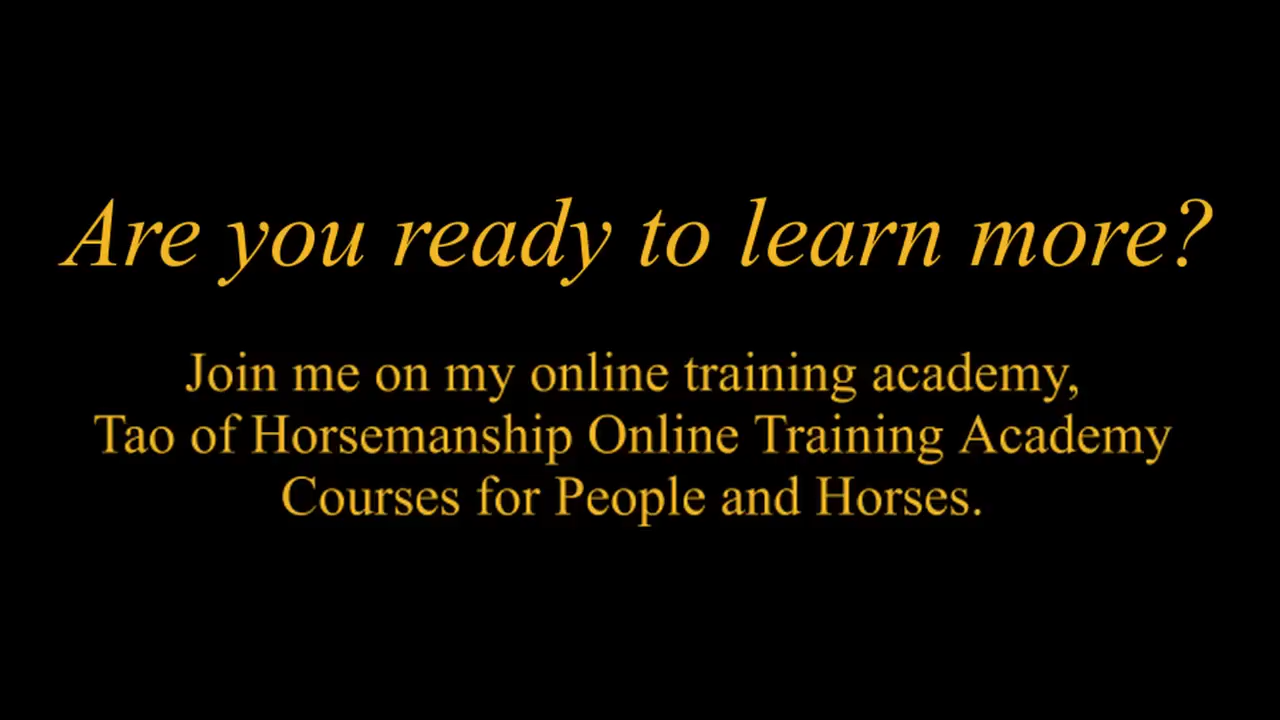 Are you ready to learn more?
Join me on my online training academy,
Tao of Horsemanship Online Training Academy
Courses for People and Horses.